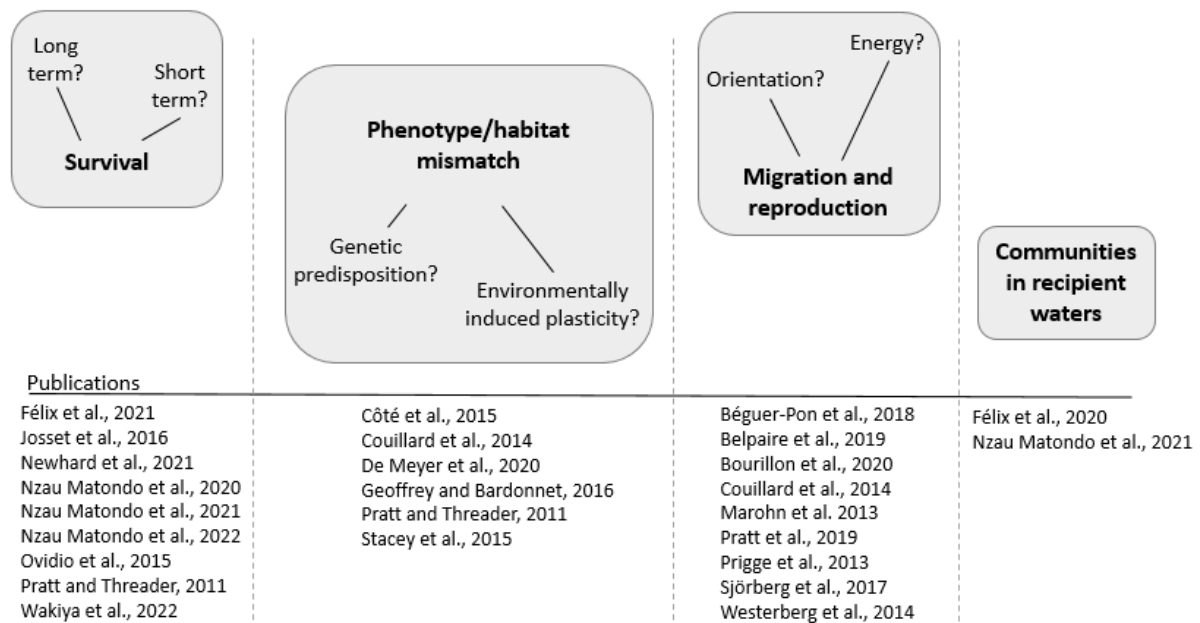 Long
term?
Short
term?
Survival
Phenotype/habitat
mismatch
Genetic
predisposition?
Environmentally
induced plasticity?
Energy?
Orientation?
Migration and
reproduction
Communities
in recipient
waters
Publications
Félix et al., 2021
Josset et al., 2016
Newhard et al., 2021
Nzau Matondo et al., 2020
Nzau Matondo et al., 2021
Nzau Matondo et al., 2022
Ovidio et al., 2015
Pratt and Threader, 2011
Wakiya et al., 2022
Côté et al., 2015
Couillard et al., 2014
De Meyer et al., 2020
Geoffrey and Bardonnet, 2016
Pratt and Threader, 2011
Stacey et al., 2015
Béguer-Pon et al., 2018
Belpaire et al., 2019
Bourillon et al., 2020
Couillard et al., 2014
Marohn et al. 2013
Pratt et al., 2019
Prigge et al., 2013
Sjörberg et al., 2017
Westerberg et al., 2014
Félix et al., 2020
Nzau Matondo et al., 2021